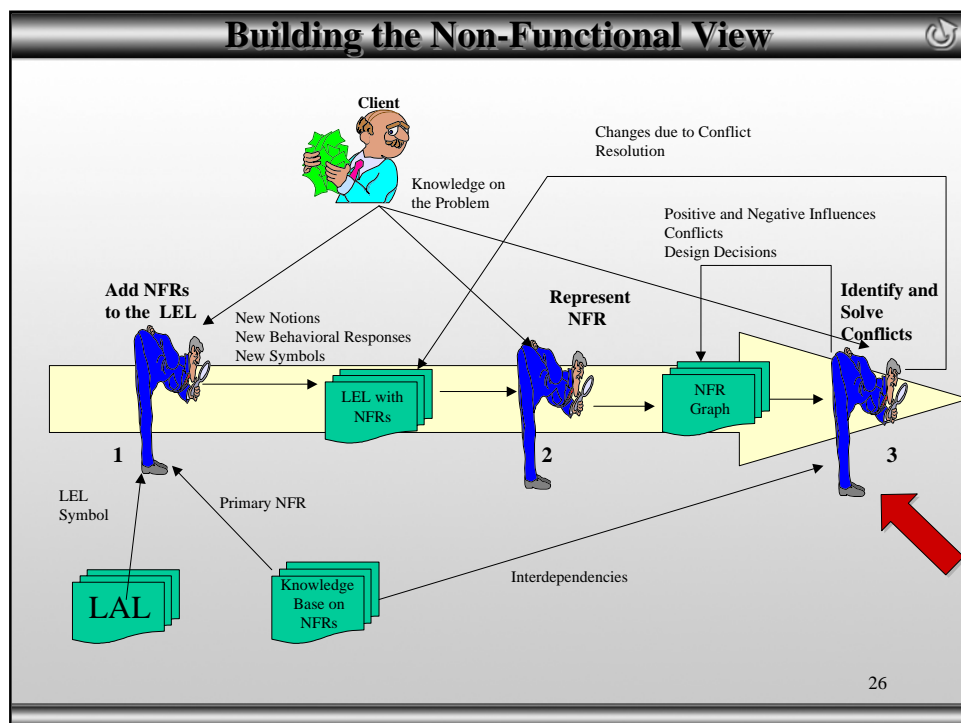 Building the Non-Functional View
Client
Changes due to Conflict
Resolution
Knowledge on
the Problem
Positive and Negative Influences
Conflicts
Design Decisions
Add NFRs
to the LEL
Represent
NFR
Identify and
Solve
Conflicts
New Notions
New Behavioral Responses
New Symbols
LEL with
NFRs
NFR
Graph
1
2
3
LEL
Symbol
Primary NFR
Interdependencies
LAL
Knowledge
Base on
NFRs
26